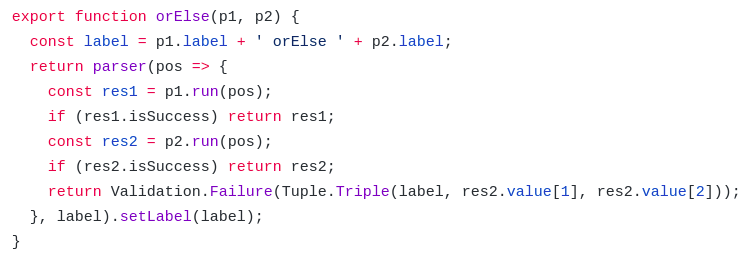 export function orElse(p1, p2) {
  const label = p1.label + ' orElse ' + p2.label;
  return parser(pos => {
    const res1 = p1.run(pos);
    if (res1.isSuccess) return res1;
    const res2 = p2.run(pos);
    if (res2.isSuccess) return res2;
    return Validation.Failure(Tuple.Triple(label, res2.value[1], res2.value[2]));
  }, label).setLabel(label);
}